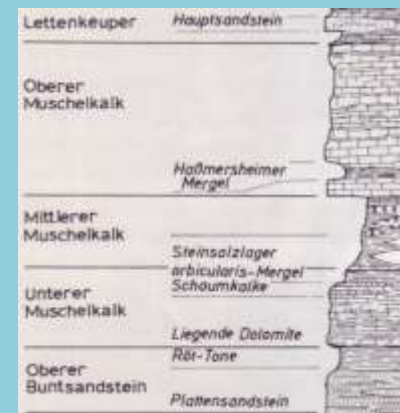 Lettenkeuper
Hauptsandstein
Oberer
Muschelkalk
Haßmersheimer
Mergel
Mittlerer
Muschelkalk
Steinsalzlager
orbicularis-Mergel
Schaumkalke
Unterer
Muschelkalk
Liegende Dolomite
Röt-Tone
Oberer
Buntsandstein
Plattensandstein